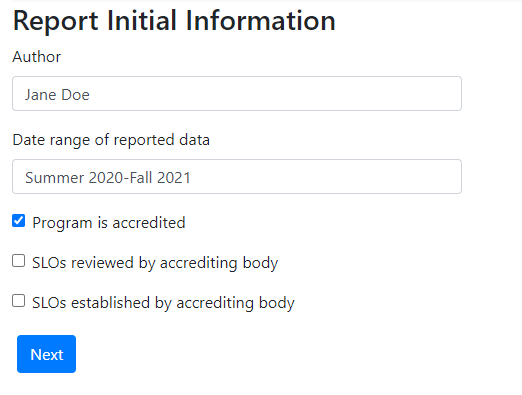 Report Initial Information
Author
Jane Doe
Date range of reported data
Summer 2020-Fall 2021
Program is accredited
SLOs reviewed by accrediting body
SLOs established by accrediting body
Next